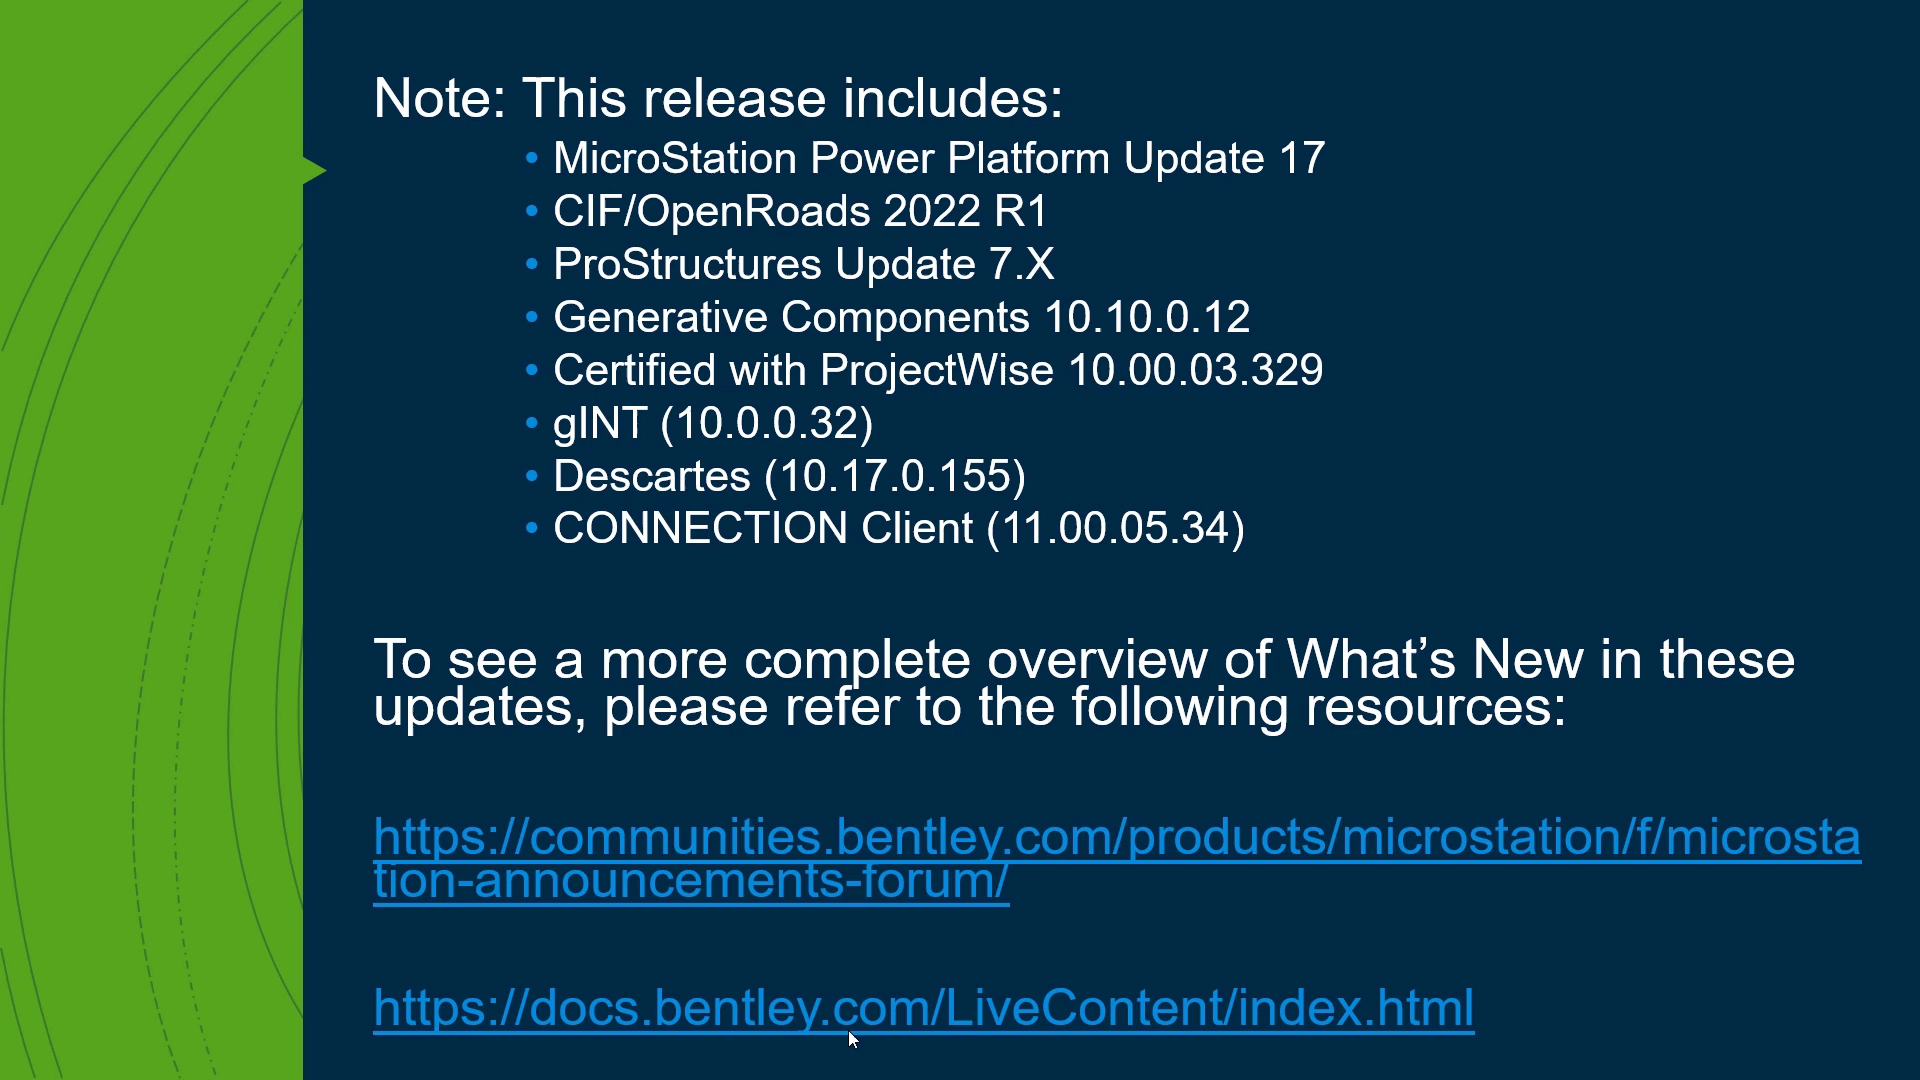 Note: This release includes:
• MicroStation Power Platform Update 17
• CIF/OpenRoads 2022 R1
• ProStructures Update 7.X
• Generative Components 10.10.0.12
• Certified with ProjectWise 10.00.03.329
• gINT (10.0.0.32)
• Descartes (10.17.0.155)
• CONNECTION Client (11.00.05.34)
To see a more complete overview of What’s New in these
updates, please refer to the following resources:
https://communities.bentley.com/products/microstation/f/microsta
tion-announcements-forum/
https://docs.bentley.com/LiveContent/index.html